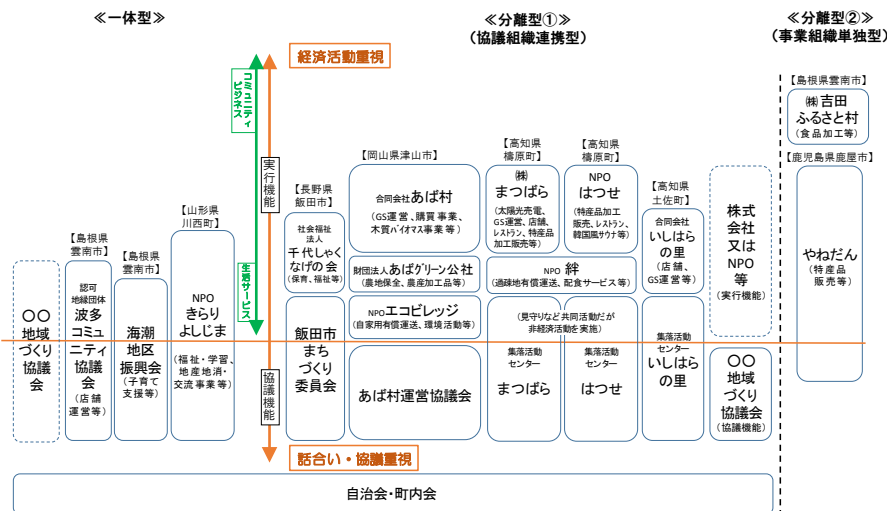 ≪一体型≫
≪分離型①≫
(協議組織連携型)
≪分離型②≫
(事業組織単独型)
経済活動重視
コミュニティ
ビジネス
生活サービス
実行機能
協議機能
話合い・協議重視
〇〇
地域
づくり
協議
会
【島根県
雲南市】
認可
地縁団体
波多
コミュ
ニティ
協議
会
(店舗
運営等)
【島根県
雲南市】
海潮
地区
振興会
(子育て
支援等)
【山形県
川西町】
NPO
きらり
よしじま
(福祉・学習、
地産地消・
交流事業等)
【長野県
飯田市】
社会福祉
法人
千代しゃく
なげの会
(保育、福祉等)
飯田市
まち
づくり
委員会
【岡山県津山市】
合同会社あば村
(GS運営、購買事業、
木質バイオマス事業等)
財団法人あばグリーン公社
(農地保全、農産加工品等)
NPOエコビレッジ
(自家用有償運送、環境活動等)
あば村運営協議会
【高知県
檮原町】
㈱
まつばら
(太陽光売電、
GS運営、店舗、
レストラン、特産品
加工販売等)
【高知県
檮原町】
NPO
はつせ
(特産品加工
販売、レストラン、
韓国風サウナ等)
NPO 絆
(過疎地有償運送、配食サービス等)
(見守りなど共同活動だが
非経済活動を実施)
集落活動
センター
まつばら
集落活動
センター
はつせ
【高知県
土佐町】
合同会社
いしはら
の里
(店舗、
GS運営等)
集落活動
センター
いしはら
の里
株式
会社
又は
NPO
等
(実行機能)
〇〇
地域
づくり
協議会
(協議機能)
【島根県雲南市】
㈱吉田
ふるさと村
(食品加工等)
【鹿児島県鹿屋市】
やねだん
(特産品
販売等)
自治会・町内会